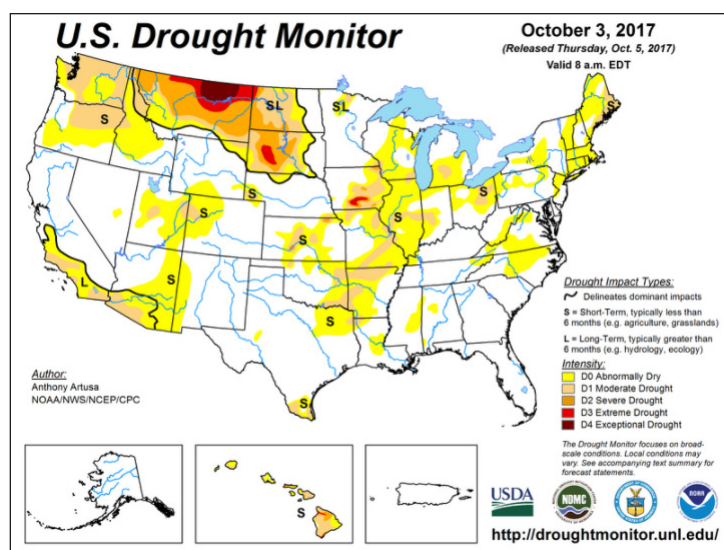 U.S. Drought Monitor
October 3, 2017
(Released Thursday, Oct. 5, 2017)
Valid 8 a.m. EDT
S
SL
SL
S
S
S
S
S
S
S
L
S
S
S
Drought Impact Types:
Delineates dominant impacts
S = Short-Term, typically less than
6 months (e.g. agriculture, grasslands)
L = Long-Term, typically greater than
6 months (e.g. hydrology, ecology)
Intensity:
D0 Abnormally Dry
D1 Moderate Drought
D2 Severe Drought
D3 Extreme Drought
D4 Exceptional Drought
Author:
Anthony Artusa
NOAA/NWS/NCEP/CPC
The Drought Monitor focuses on broad-
scale conditions. Local conditions may
vary. See accompanying text summary for
forecast statements.
S
USDA
NDMC
NOAA
http://droughtmonitor.unl.edu/